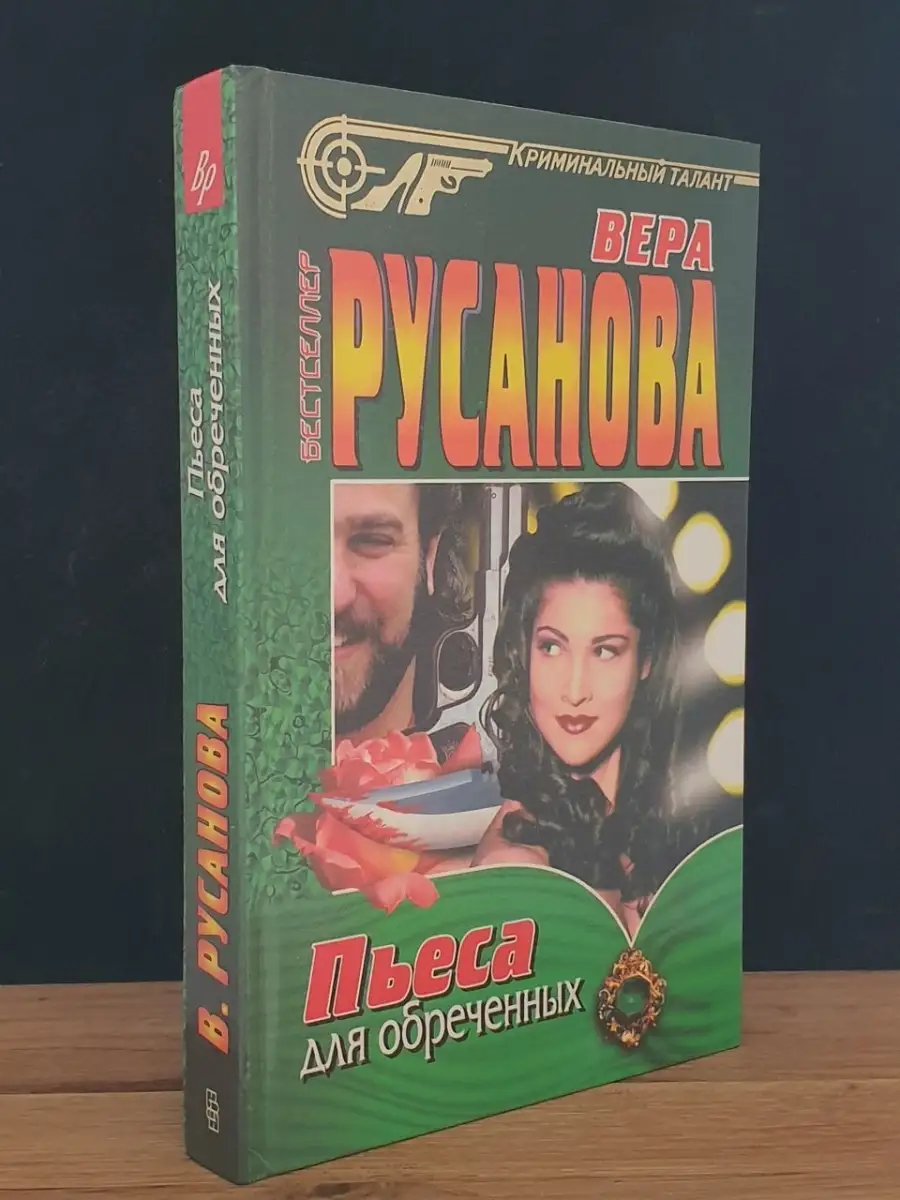 Вр
Пьеса
для обреченных
В. РУСАНОВА
КРИМИНАЛЬНЫЙ ТАЛАНТ
БЕСТСЕЛЛЕР
ВЕРА
РУСАНОВА
Пьеса
для обреченных